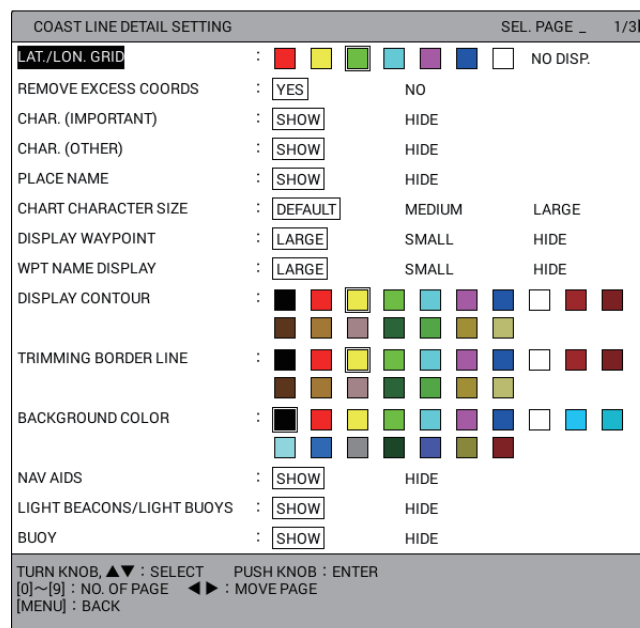 COAST LINE DETAIL SETTING SEL. PAGE _ 1/3
LAT./LON. GRID : NO DISP.
REMOVE EXCESS COORDS : YES NO
CHAR. (IMPORTANT) : SHOW HIDE
CHAR. (OTHER) : SHOW HIDE
PLACE NAME : SHOW HIDE
CHART CHARACTER SIZE : DEFAULT MEDIUM LARGE
DISPLAY WAYPOINT : LARGE SMALL HIDE
WPT NAME DISPLAY : LARGE SMALL HIDE
DISPLAY CONTOUR :
TRIMMING BORDER LINE :
BACKGROUND COLOR :
NAV AIDS : SHOW HIDE
LIGHT BEACONS/LIGHT BUOYS : SHOW HIDE
BUOY : SHOW HIDE
TURN KNOB, ▲▼ : SELECT PUSH KNOB : ENTER
[0]～[9] : NO. OF PAGE ◀ ▶ : MOVE PAGE
[MENU] : BACK